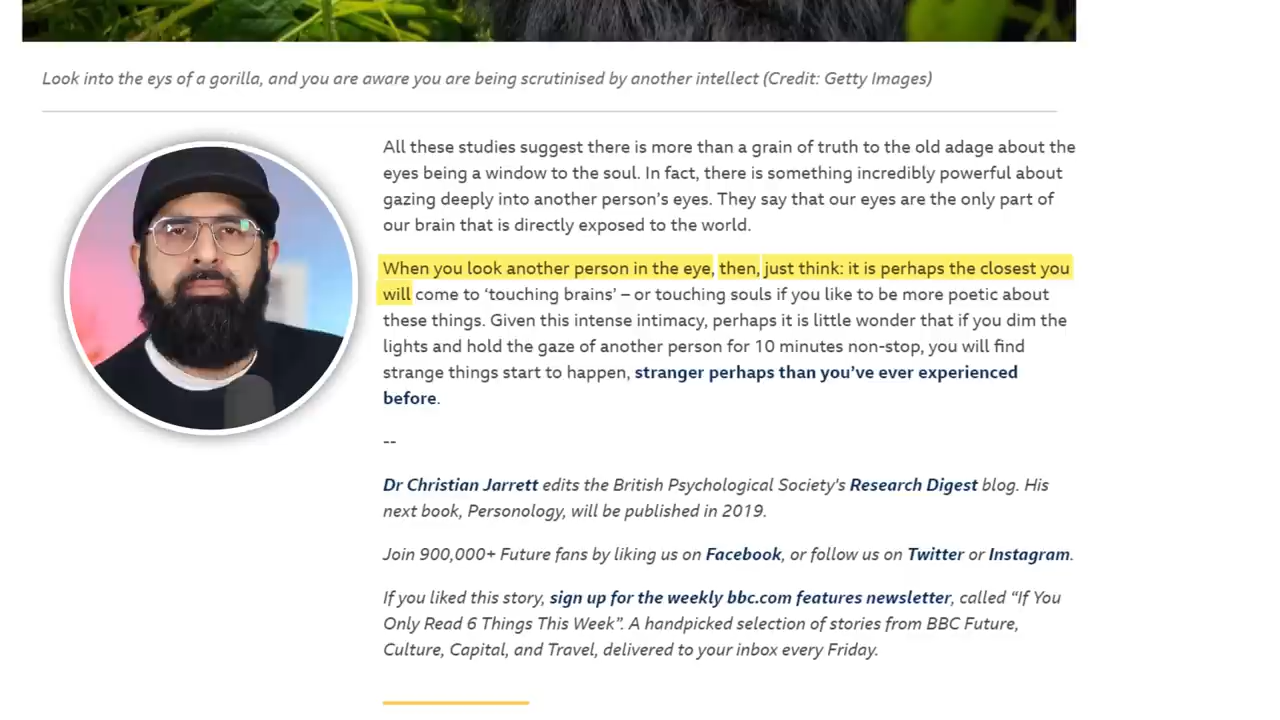 Look into the eys of a gorilla, and you are aware you are being scrutinised by another intellect (Credit: Getty Images)
All these studies suggest there is more than a grain of truth to the old adage about the
eyes being a window to the soul. In fact, there is something incredibly powerful about
gazing deeply into another person’s eyes. They say that our eyes are the only part of
our brain that is directly exposed to the world.
When you look another person in the eye, then, just think: it is perhaps the closest you
will come to ‘touching brains’ – or touching souls if you like to be more poetic about
these things. Given this intense intimacy, perhaps it is little wonder that if you dim the
lights and hold the gaze of another person for 10 minutes non-stop, you will find
strange things start to happen, stranger perhaps than you’ve ever experienced
before.
--
Dr Christian Jarrett edits the British Psychological Society's Research Digest blog. His
next book, Personology, will be published in 2019.
Join 900,000+ Future fans by liking us on Facebook, or follow us on Twitter or Instagram.
If you liked this story, sign up for the weekly bbc.com features newsletter, called “If You
Only Read 6 Things This Week”. A handpicked selection of stories from BBC Future,
Culture, Capital, and Travel, delivered to your inbox every Friday.